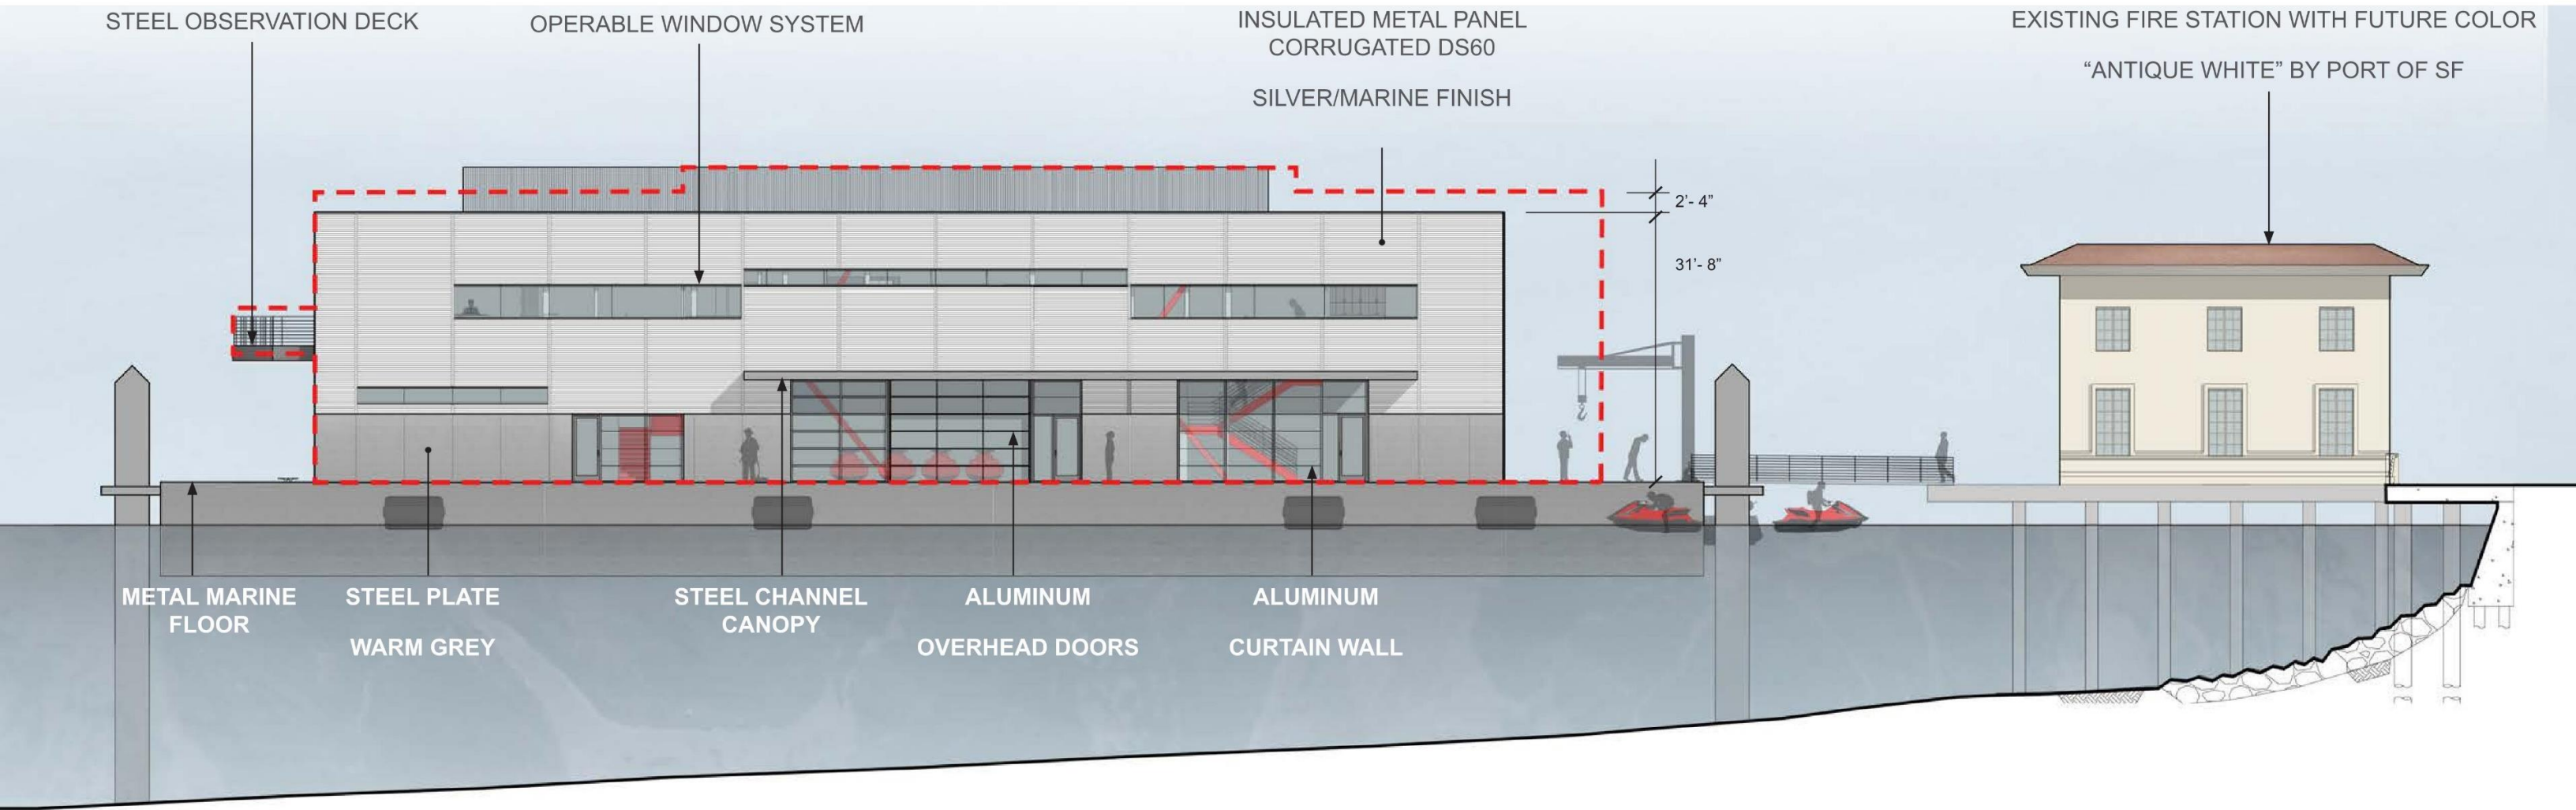 STEEL OBSERVATION DECK
OPERABLE WINDOW SYSTEM
INSULATED METAL PANEL
CORRUGATED DS60
SILVER/MARINE FINISH
EXISTING FIRE STATION WITH FUTURE COLOR
“ANTIQUE WHITE” BY PORT OF SF
2’- 4”
31’- 8”
METAL MARINE
FLOOR
STEEL PLATE
WARM GREY
STEEL CHANNEL
CANOPY
ALUMINUM
OVERHEAD DOORS
ALUMINUM
CURTAIN WALL